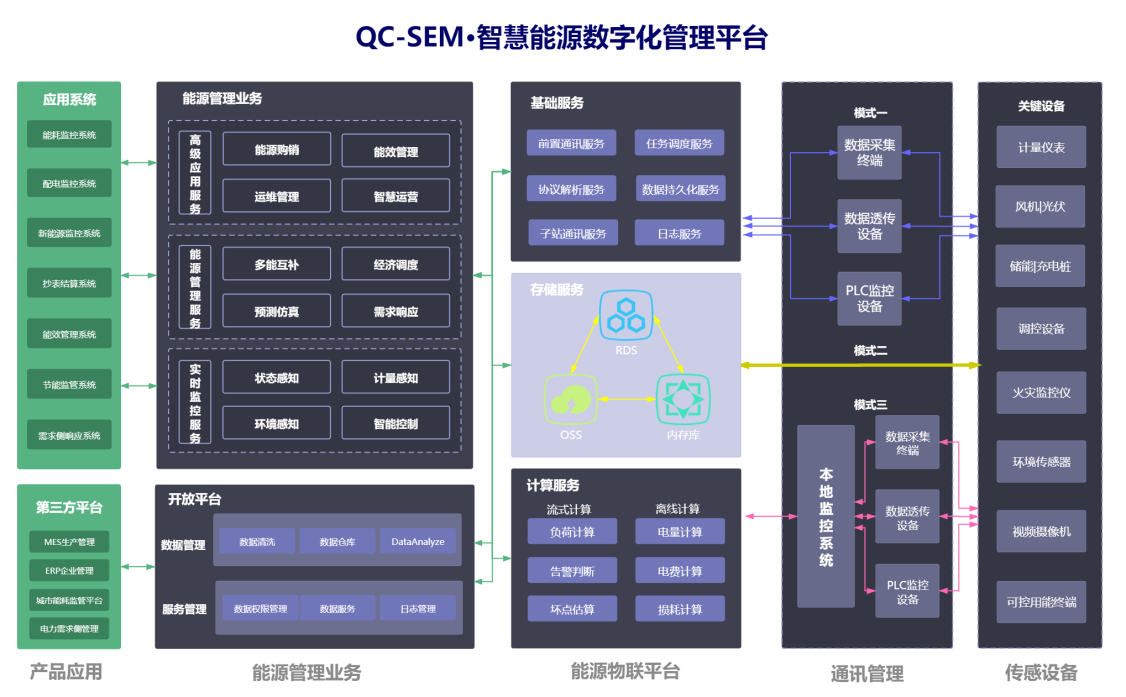 QC-SEM·智慧能源数字化管理平台
应用系统
能耗监控系统
配电监控系统
新能源监控系统
抄表结算系统
能效管理系统
节能监管系统
需求侧响应系统
第三方平台
MES生产管理
ERP企业管理
城市能耗监管平台
电力需求侧管理
产品应用
能源管理业务
高级应用服务
能源购销
能效管理
运维管理
智慧运营
能源管理服务
多能互补
经济调度
预测仿真
需求响应
实时监控服务
状态感知
计量感知
环境感知
智能控制
开放平台
数据管理
数据清洗
数据仓库
DataAnalyze
服务管理
数据权限管理
数据服务
日志管理
能源管理业务
基础服务
前置通讯服务
任务调度服务
协议解析服务
数据持久化服务
子站通讯服务
日志服务
存储服务
RDS
OSS
内存库
计算服务
流式计算
离线计算
负荷计算
电量计算
告警判断
电费计算
坏点估算
损耗计算
能源物联平台
模式一
数据采集
终端
数据透传
设备
PLC监控
设备
模式二
模式三
本地监控系统
数据采集
终端
数据透传
设备
PLC监控
设备
通讯管理
关键设备
计量仪表
风机|光伏
储能|充电桩
调控设备
火灾监控仪
环境传感器
视频摄像机
可控用能终端
传感设备